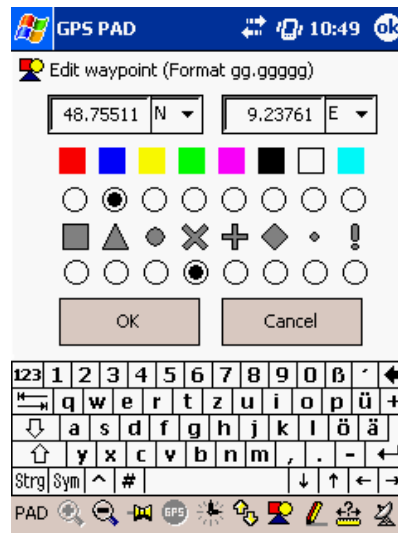 GPS PAD 10:49 ok
Edit waypoint (Format gg.ggggg)
48.75511 N 9.23761 E
OK Cancel
123 1 2 3 4 5 6 7 8 9 0 ß ´
q w e r t z u i o p ü +
a s d f g h j k l ö ä
y x c v b n m , . -
Strg Sym ^ #
PAD GPS